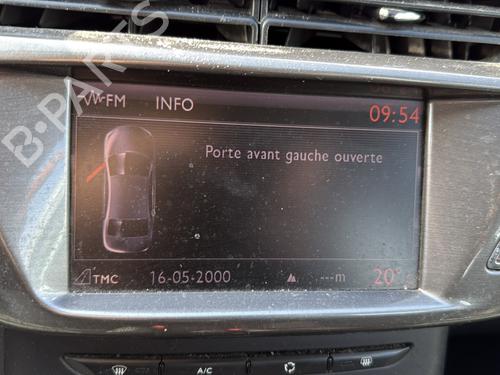 B-PARTS
FM INFO 09:54
Porte avant gauche ouverte
TMC 16-05-2000 ---m 20°
A/C